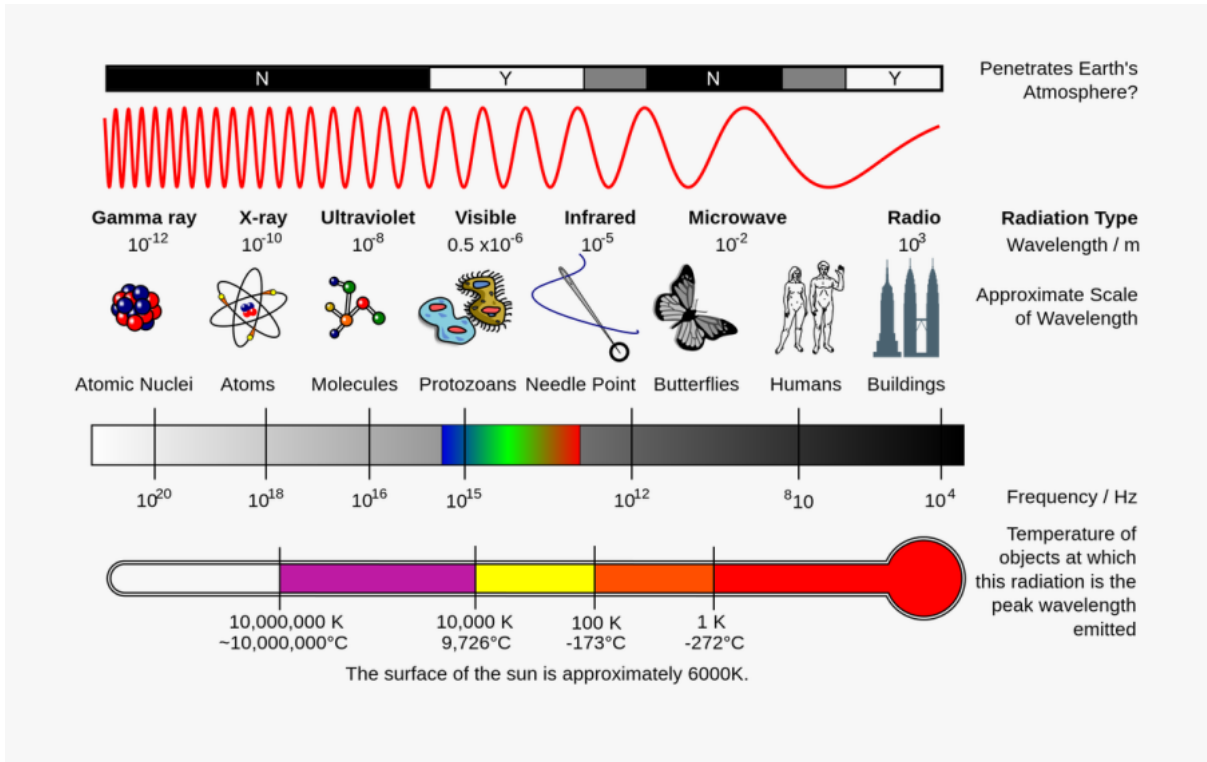 N Y N Y
Penetrates Earth's
Atmosphere?
Gamma ray X-ray Ultraviolet Visible Infrared Microwave Radio Radiation Type
10⁻¹² 10⁻¹⁰ 10⁻⁸ 0.5 x10⁻⁶ 10⁻⁵ 10⁻² 10³ Wavelength / m
Approximate Scale
of Wavelength
Atomic Nuclei Atoms Molecules Protozoans Needle Point Butterflies Humans Buildings
10²⁰ 10¹⁸ 10¹⁶ 10¹⁵ 10¹² ⁸10 10⁴ Frequency / Hz
Temperature of
objects at which
this radiation is the
peak wavelength
emitted
10,000,000 K 10,000 K 100 K 1 K
~10,000,000°C 9,726°C -173°C -272°C
The surface of the sun is approximately 6000K.